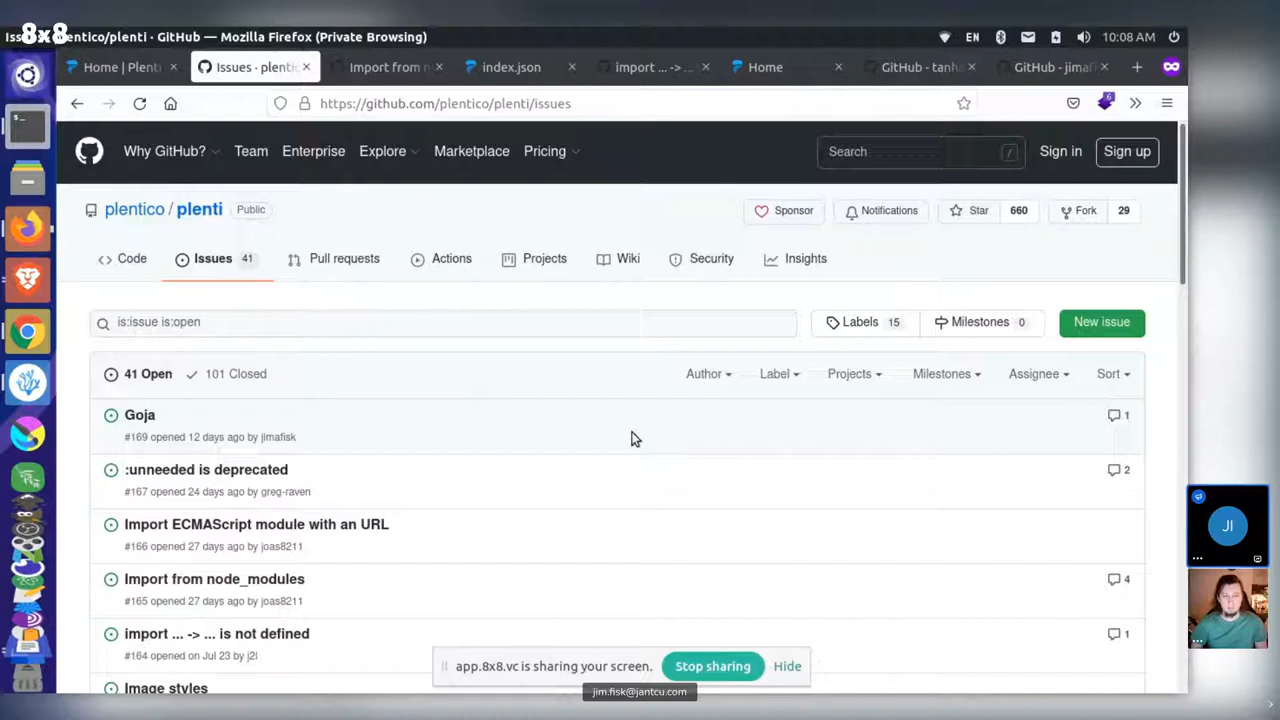 8x8
plentico/plenti · GitHub — Mozilla Firefox (Private Browsing)
EN
10:08 AM
Home | Plent
Issues · plentic
Import from n
index.json
import ... -> ...
Home
GitHub - tanha
GitHub - jimaf
https://github.com/plentico/plenti/issues
6
Why GitHub?
Team
Enterprise
Explore
Marketplace
Pricing
Search
/
Sign in
Sign up
plentico / plenti
Public
Sponsor
Notifications
Star
660
Fork
29
Code
Issues
41
Pull requests
Actions
Projects
Wiki
Security
Insights
is:issue is:open
Labels
15
Milestones
0
New issue
41 Open
101 Closed
Author
Label
Projects
Milestones
Assignee
Sort
Goja
1
#169 opened 12 days ago by jimafisk
:unneeded is deprecated
2
#167 opened 24 days ago by greg-raven
Import ECMAScript module with an URL
#166 opened 27 days ago by joas8211
JI
Import from node_modules
4
#165 opened 27 days ago by joas8211
import ... -> ... is not defined
1
#164 opened on Jul 23 by j2l
app.8x8.vc is sharing your screen.
Stop sharing
Hide
Image styles
jim.fisk@jantcu.com